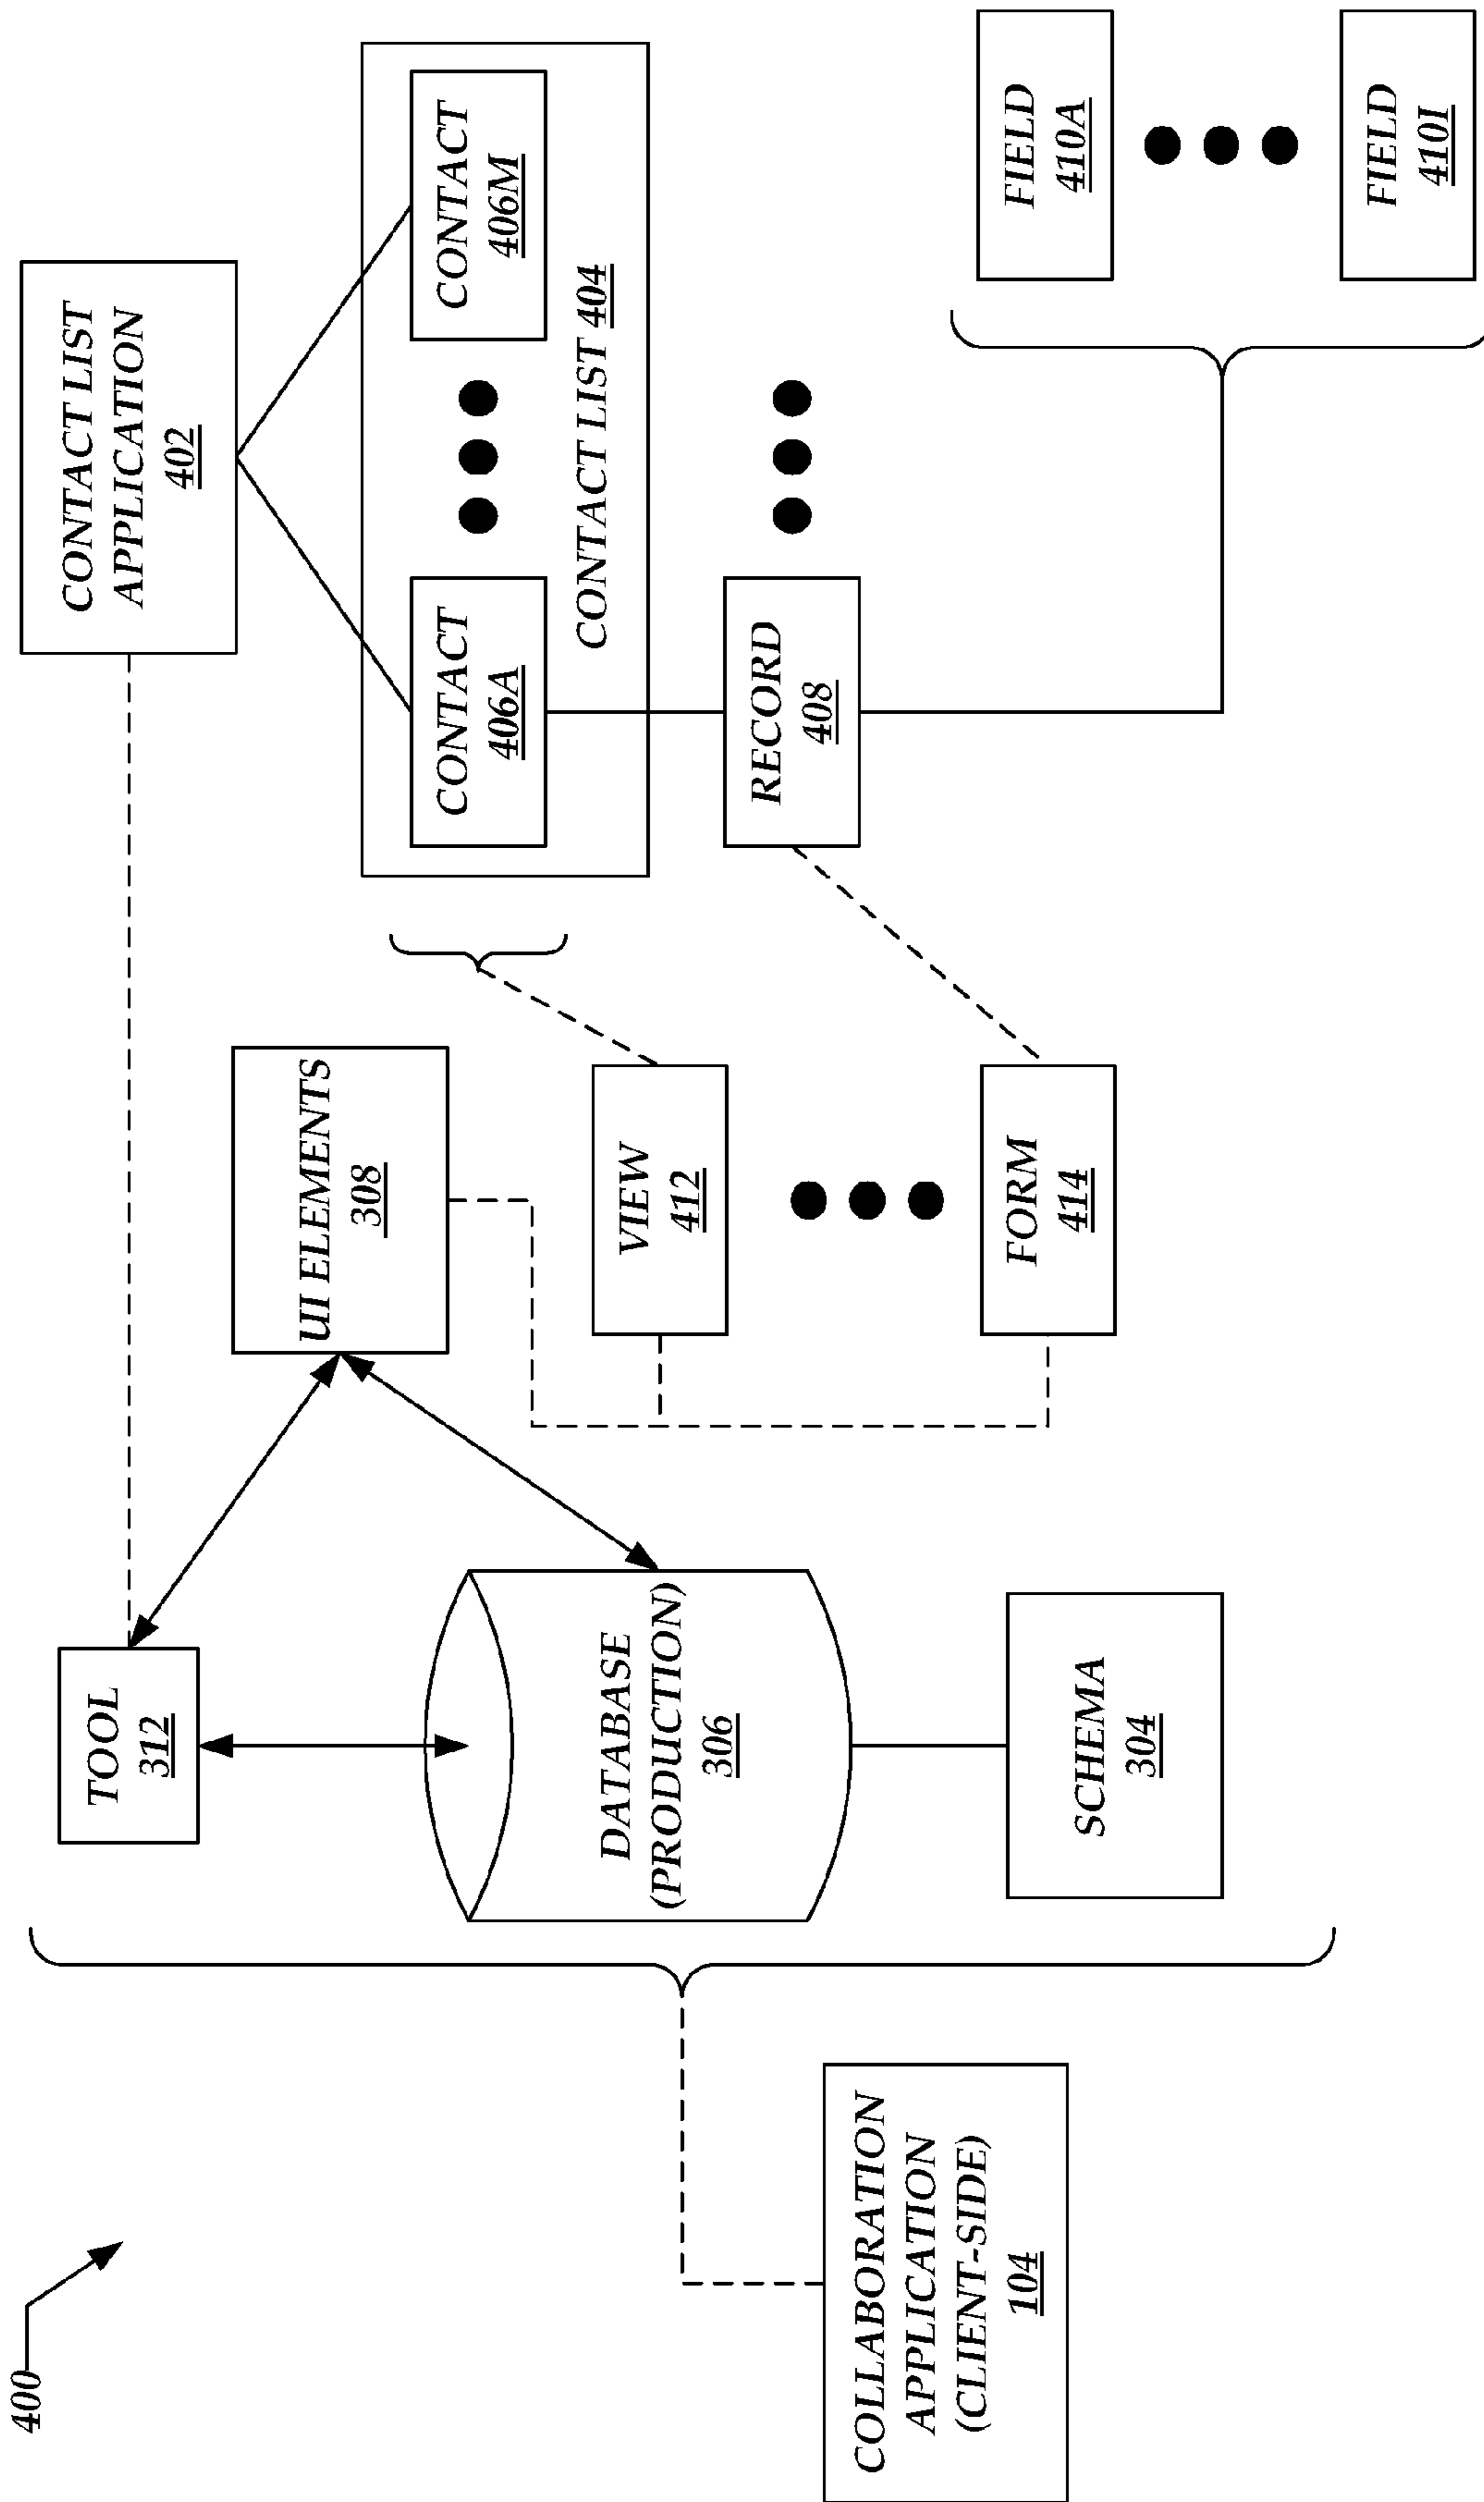 400
COLLABORATION
APPLICATION
(CLIENT-SIDE)
104
TOOL
312
DATABASE
(PRODUCTION)
306
SCHEMA
304
UI ELEMENTS
308
VIEW
412
FORM
414
CONTACT LIST
APPLICATION
402
CONTACT
406A
CONTACT
406M
CONTACT LIST 404
RECORD
408
FIELD
410A
FIELD
410I